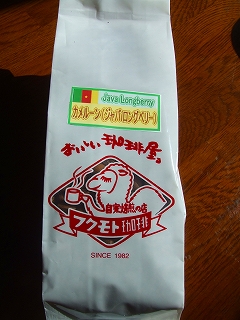 Java Longberry
カメルーン(ジャバロングベリー)
おいしい珈琲屋。
自家焙煎の店
フクモト珈琲
SINCE 1982